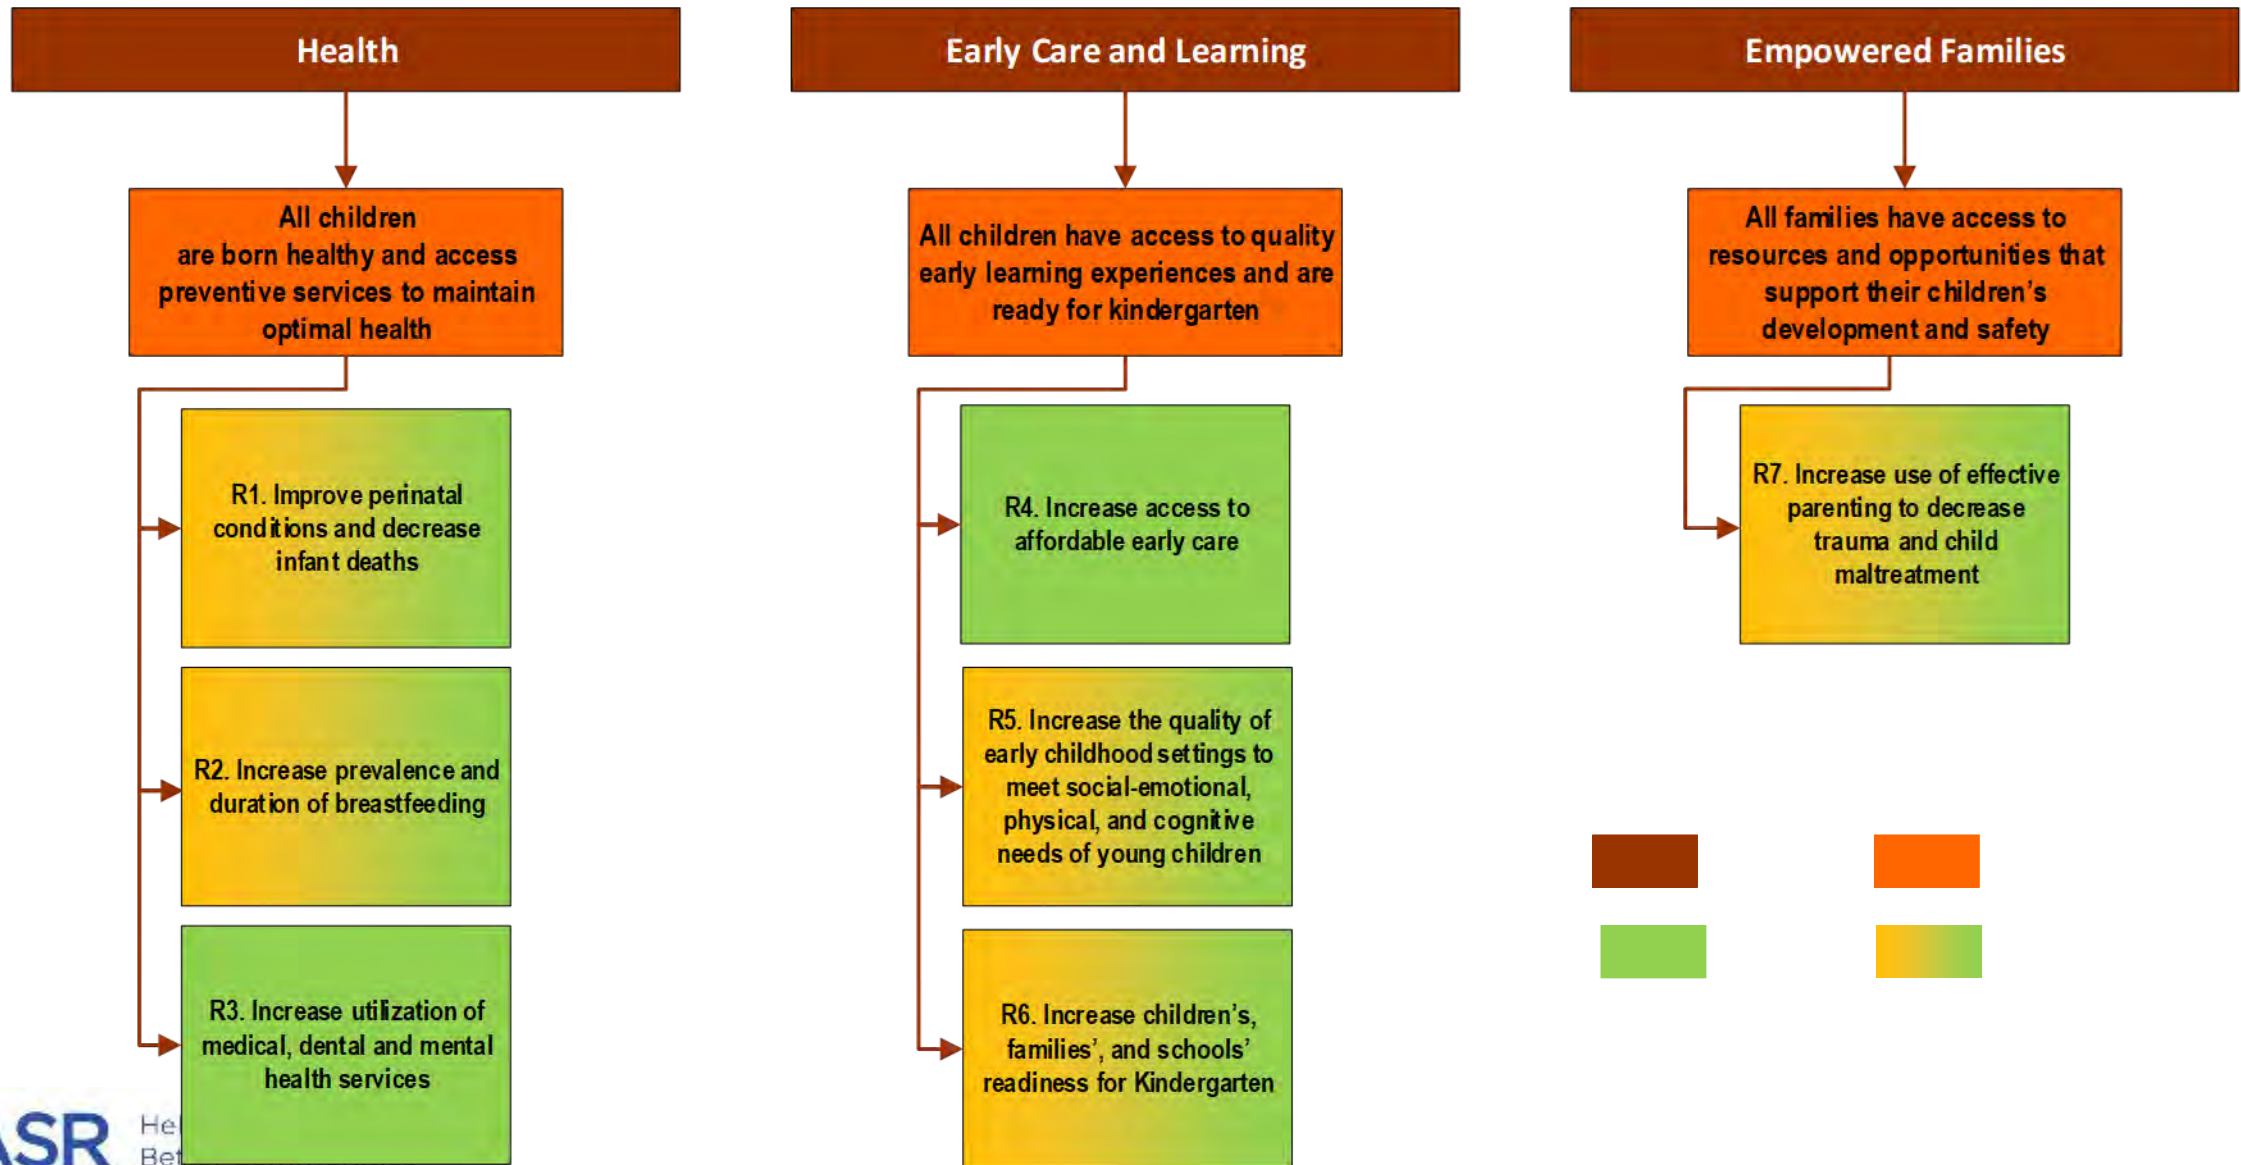 Health
Early Care and Learning
Empowered Families
All children
are born healthy and access
preventive services to maintain
optimal health
All children have access to quality
early learning experiences and are
ready for kindergarten
All families have access to
resources and opportunities that
support their children’s
development and safety
R1. Improve perinatal
conditions and decrease
infant deaths
R2. Increase prevalence and
duration of breastfeeding
R3. Increase utilization of
medical, dental and mental
health services
R4. Increase access to
affordable early care
R5. Increase the quality of
early childhood settings to
meet social-emotional,
physical, and cognitive
needs of young children
R6. Increase children’s,
families’, and schools’
readiness for Kindergarten
R7. Increase use of effective
parenting to decrease
trauma and child
maltreatment
ASR